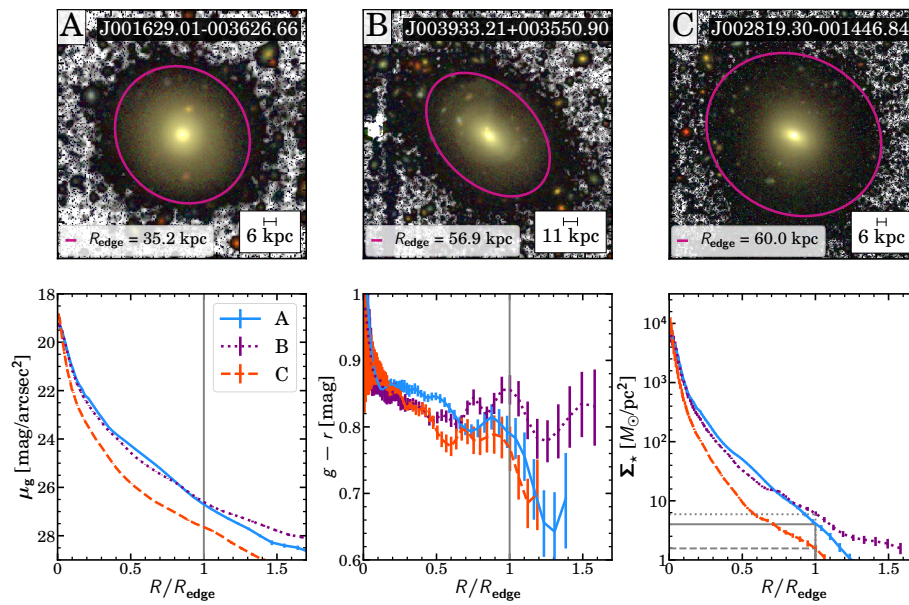 A J001629.01-003626.66
R_edge = 35.2 kpc
6 kpc
B J003933.21+003550.90
R_edge = 56.9 kpc
11 kpc
C J002819.30-001446.84
R_edge = 60.0 kpc
6 kpc
18
20
22
24
26
28
μ_g [mag/arcsec²]
0 0.5 1 1.5
R/R_edge
A
B
C
1
0.9
0.8
0.7
0.6
g − r [mag]
0 0.5 1 1.5
R/R_edge
10⁴
10³
10²
10
1
Σ⋆ [M⊙/pc²]
0 0.5 1 1.5
R/R_edge